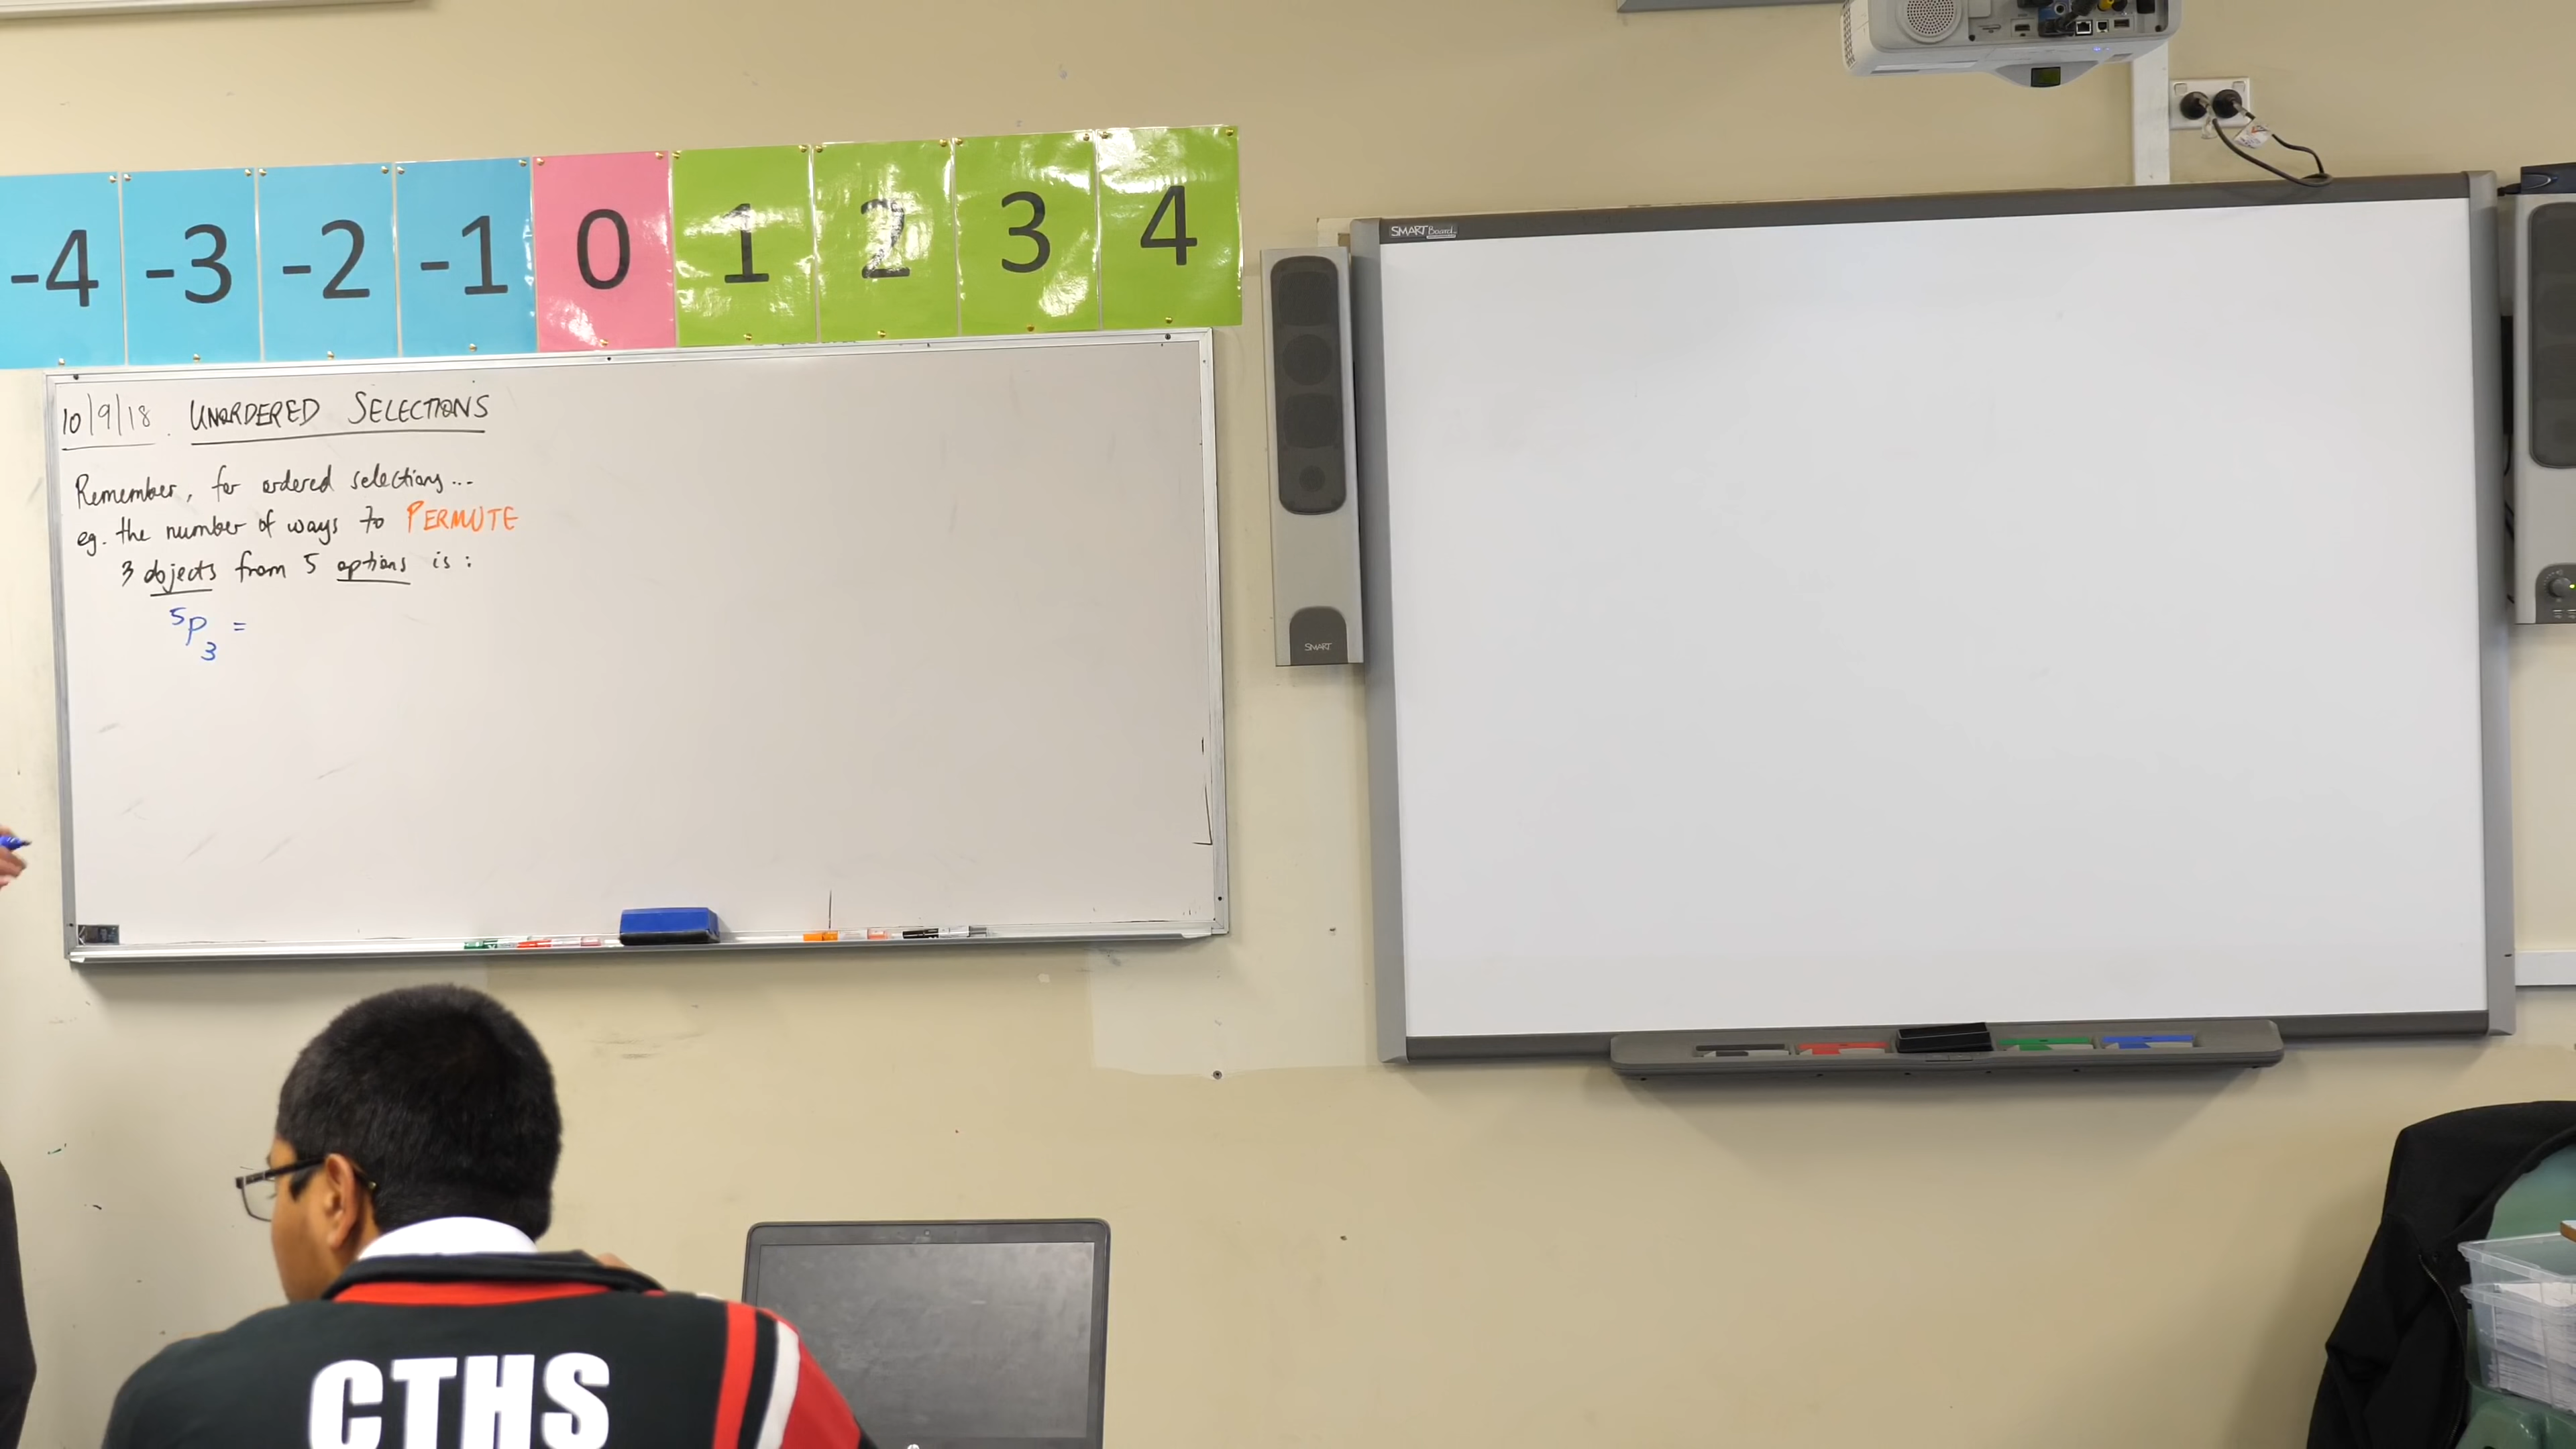 -4 -3 -2 -1 0 1 2 3 4
SMART Board
10/9/18. UNORDERED SELECTIONS
Remember, for ordered selections...
eg. the number of ways to PERMUTE
3 objects from 5 options is:
⁵P₃ =
SMART
CTHS